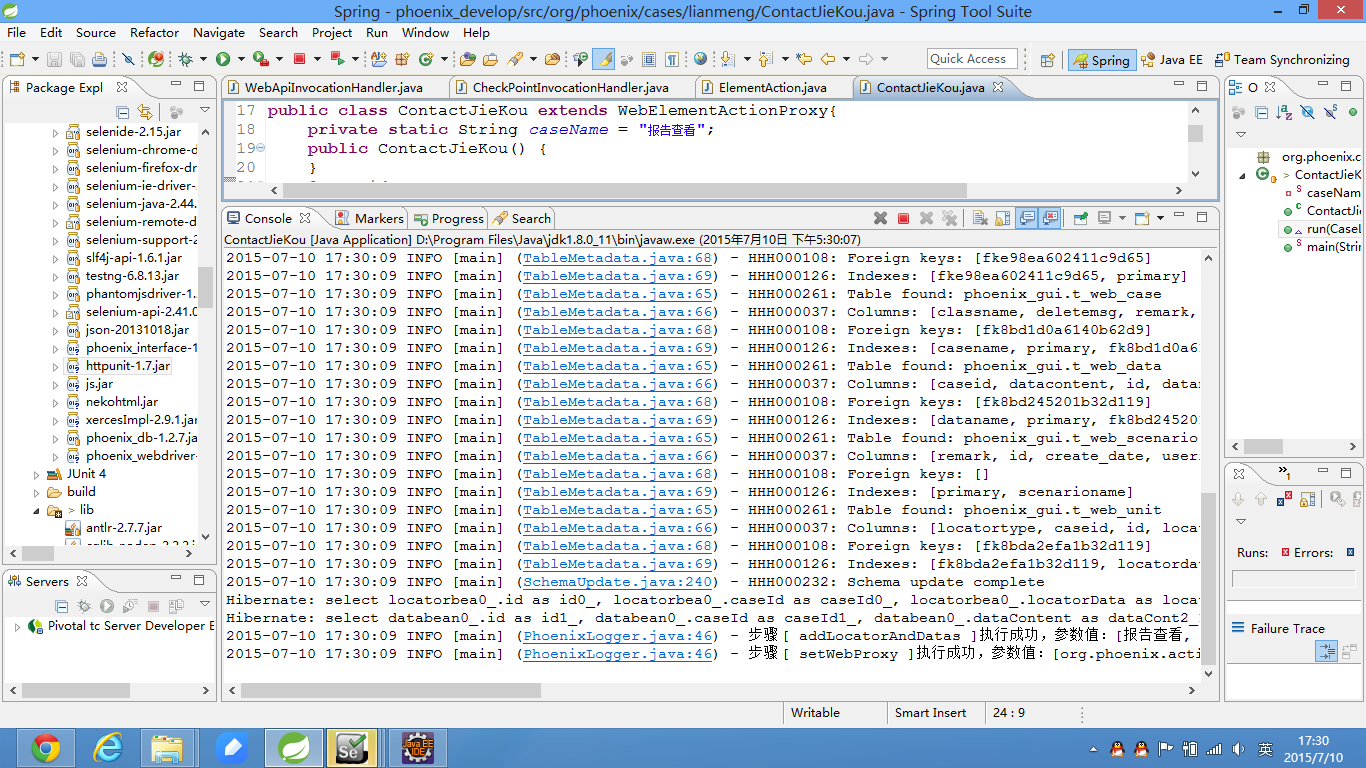 Spring - phoenix_develop/src/org/phoenix/cases/lianmeng/ContactJieKou.java - Spring Tool Suite
File Edit Source Refactor Navigate Search Project Run Window Help
Quick Access
Spring Java EE Team Synchronizing
Package Expl
selenide-2.15.jar
selenium-chrome-d
selenium-firefox-dr
selenium-ie-driver-
selenium-java-2.44.
selenium-remote-d
selenium-support-2
slf4j-api-1.6.1.jar
testng-6.8.13.jar
phantomjsdriver-1.
selenium-api-2.41.0
json-20131018.jar
phoenix_interface-1
httpunit-1.7.jar
js.jar
nekohtml.jar
xercesImpl-2.9.1.jar
phoenix_db-1.2.7.ja
phoenix_webdriver-
JUnit 4
build
> lib
antlr-2.7.7.jar
Servers
Pivotal tc Server Developer E
WebApiInvocationHandler.java CheckPointInvocationHandler.java ElementAction.java ContactJieKou.java
17 public class ContactJieKou extends WebElementActionProxy{
18 private static String caseName = "报告查看";
19 public ContactJieKou() {
20 }
Console Markers Progress Search
ContactJieKou [Java Application] D:\Program Files\Java\jdk1.8.0_11\bin\javaw.exe (2015年7月10日 下午5:30:07)
2015-07-10 17:30:09 INFO [main] (TableMetadata.java:68) - HHH000108: Foreign keys: [fke98ea602411c9d65]
2015-07-10 17:30:09 INFO [main] (TableMetadata.java:69) - HHH000126: Indexes: [fke98ea602411c9d65, primary]
2015-07-10 17:30:09 INFO [main] (TableMetadata.java:65) - HHH000261: Table found: phoenix_gui.t_web_case
2015-07-10 17:30:09 INFO [main] (TableMetadata.java:66) - HHH000037: Columns: [classname, deletemsg, remark,
2015-07-10 17:30:09 INFO [main] (TableMetadata.java:68) - HHH000108: Foreign keys: [fk8bd1d0a6140b62d9]
2015-07-10 17:30:09 INFO [main] (TableMetadata.java:69) - HHH000126: Indexes: [casename, primary, fk8bd1d0a6
2015-07-10 17:30:09 INFO [main] (TableMetadata.java:65) - HHH000261: Table found: phoenix_gui.t_web_data
2015-07-10 17:30:09 INFO [main] (TableMetadata.java:66) - HHH000037: Columns: [caseid, datacontent, id, datan
2015-07-10 17:30:09 INFO [main] (TableMetadata.java:68) - HHH000108: Foreign keys: [fk8bd245201b32d119]
2015-07-10 17:30:09 INFO [main] (TableMetadata.java:69) - HHH000126: Indexes: [dataname, primary, fk8bd245201
2015-07-10 17:30:09 INFO [main] (TableMetadata.java:65) - HHH000261: Table found: phoenix_gui.t_web_scenario
2015-07-10 17:30:09 INFO [main] (TableMetadata.java:66) - HHH000037: Columns: [remark, id, create_date, user
2015-07-10 17:30:09 INFO [main] (TableMetadata.java:68) - HHH000108: Foreign keys: []
2015-07-10 17:30:09 INFO [main] (TableMetadata.java:69) - HHH000126: Indexes: [primary, scenarioname]
2015-07-10 17:30:09 INFO [main] (TableMetadata.java:65) - HHH000261: Table found: phoenix_gui.t_web_unit
2015-07-10 17:30:09 INFO [main] (TableMetadata.java:66) - HHH000037: Columns: [locatortype, caseid, id, locat
2015-07-10 17:30:09 INFO [main] (TableMetadata.java:68) - HHH000108: Foreign keys: [fk8bda2efa1b32d119]
2015-07-10 17:30:09 INFO [main] (TableMetadata.java:69) - HHH000126: Indexes: [fk8bda2efa1b32d119, locatordat
2015-07-10 17:30:09 INFO [main] (SchemaUpdate.java:240) - HHH000232: Schema update complete
Hibernate: select locatorbea0_.id as id0_, locatorbea0_.caseId as caseId0_, locatorbea0_.locatorData as locat
Hibernate: select databean0_.id as id1_, databean0_.caseId as caseId1_, databean0_.dataContent as dataCont2_
2015-07-10 17:30:09 INFO [main] (PhoenixLogger.java:46) - 步骤[ addLocatorAndDatas ]执行成功，参数值：[报告查看,
2015-07-10 17:30:09 INFO [main] (PhoenixLogger.java:46) - 步骤[ setWebProxy ]执行成功，参数值：[org.phoenix.acti
O
org.phoenix.c
> ContactJieK
caseNam
ContactJie
run(CaseL
main(Strin
1
Runs: Errors:
Failure Trace
Writable Smart Insert 24 : 9
Se
Java EE
IDE
英
17:30
2015/7/10